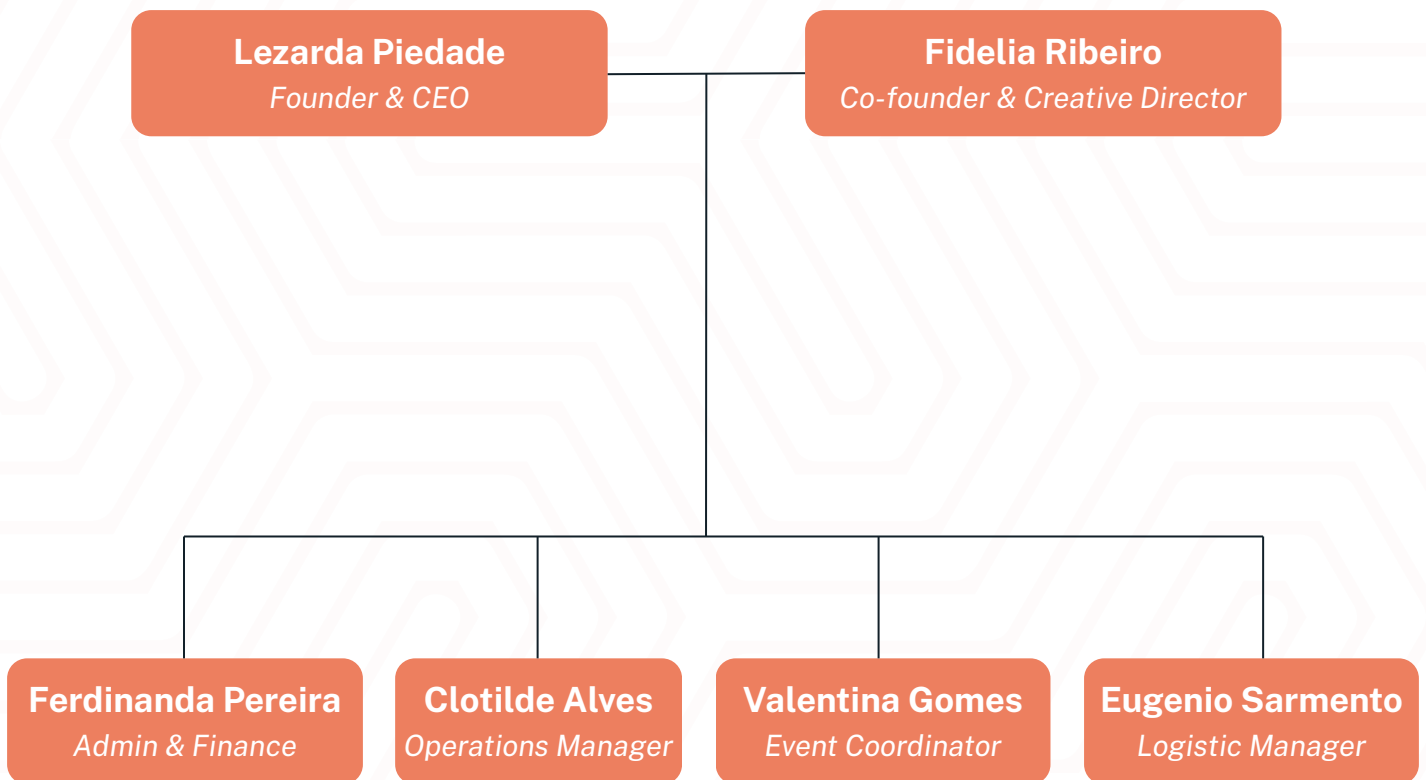 Lezarda Piedade
Founder & CEO
Fidelia Ribeiro
Co-founder & Creative Director
Ferdinanda Pereira
Admin & Finance
Clotilde Alves
Operations Manager
Valentina Gomes
Event Coordinator
Eugenio Sarmento
Logistic Manager